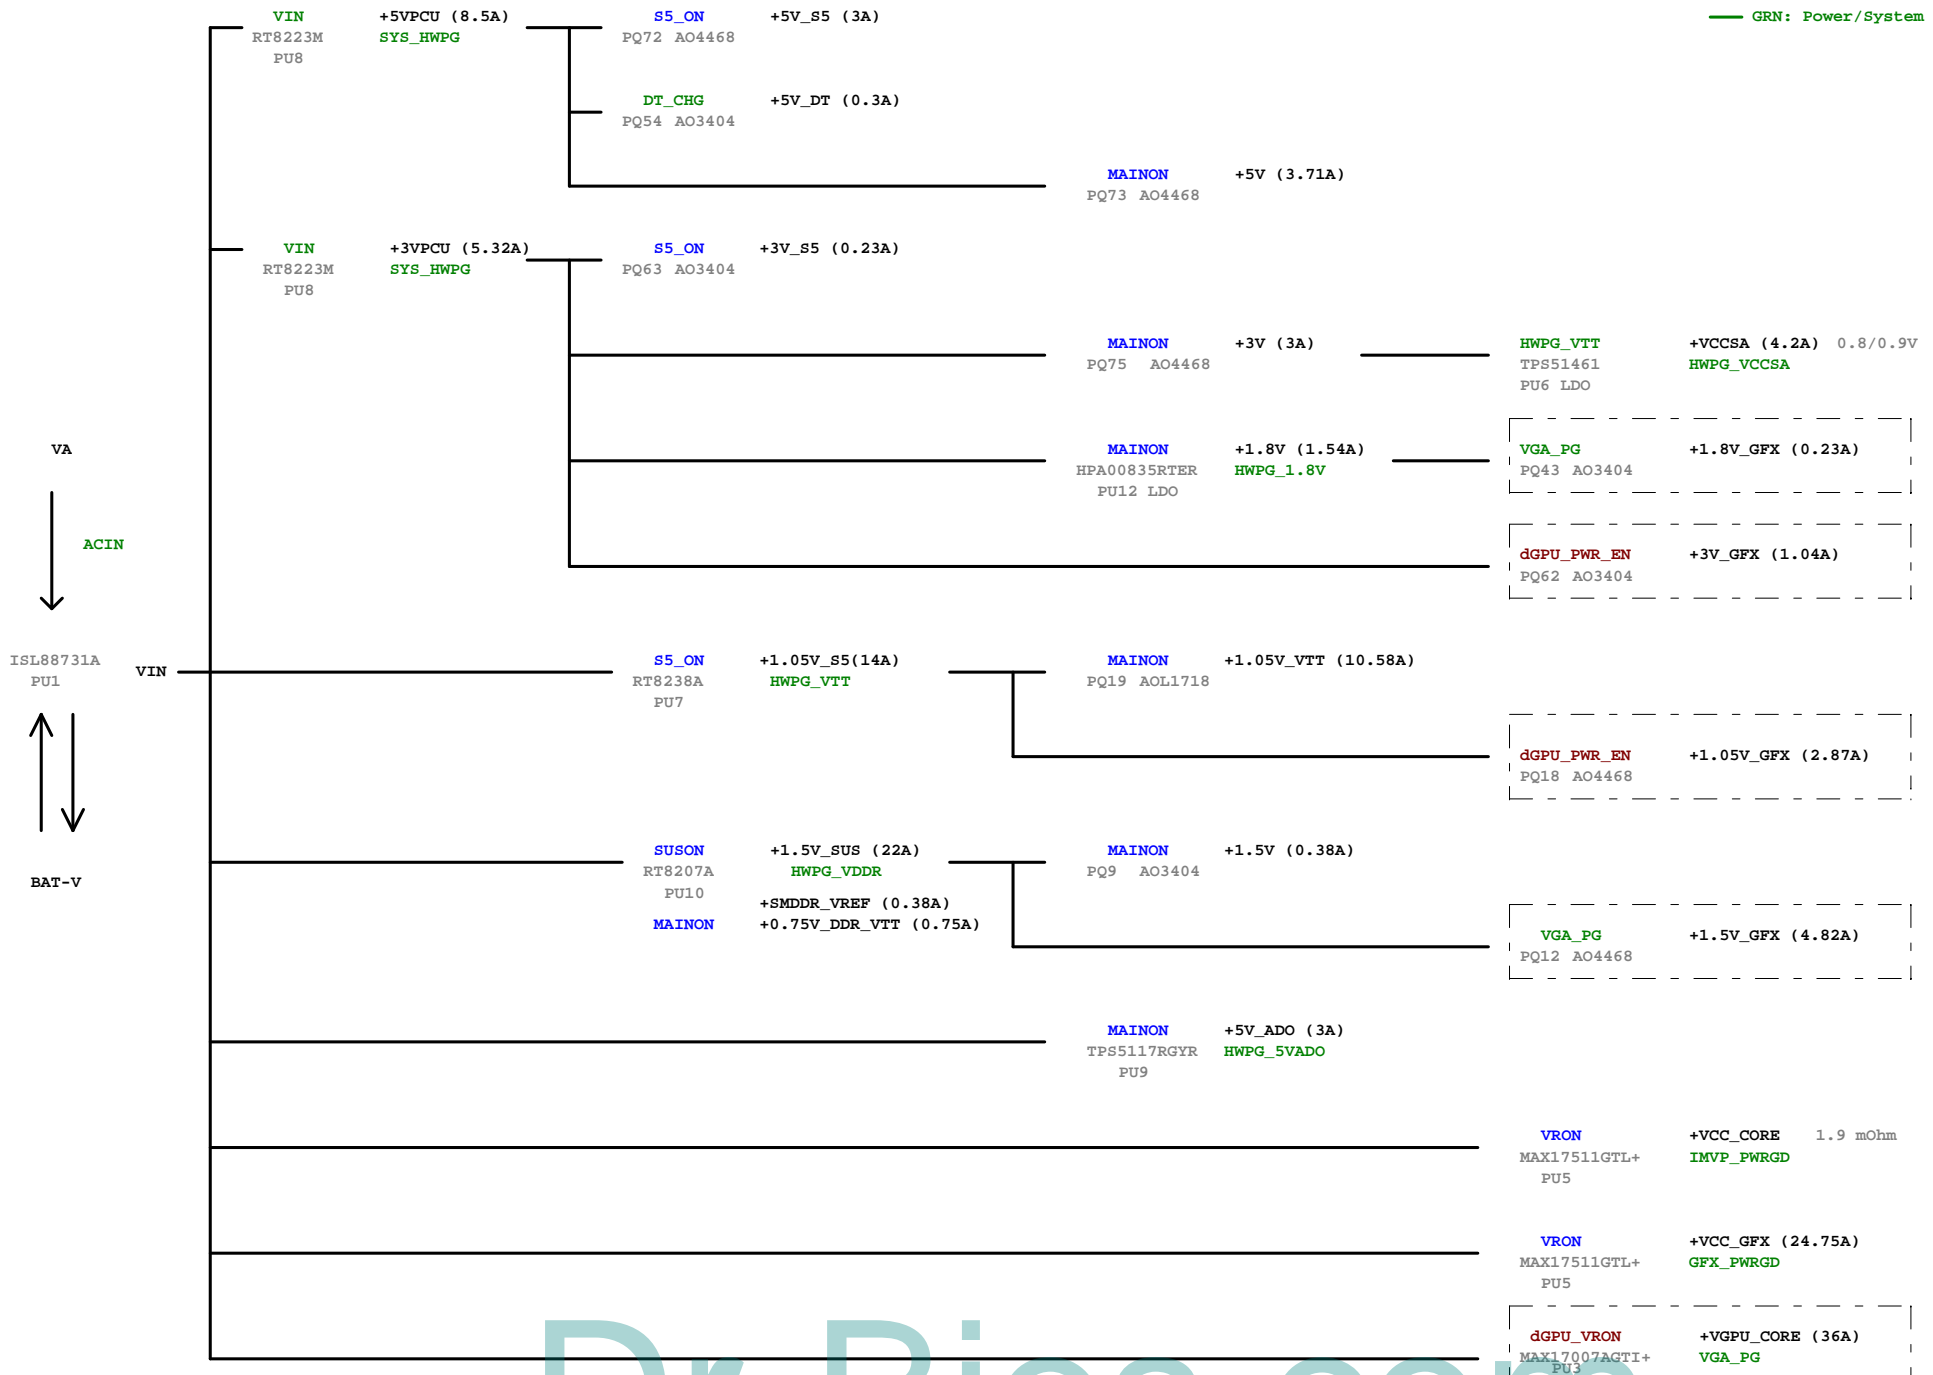 VIN +5VPCU (8.5A) S5_ON +5V_S5 (3A) GRN: Power/System
RT8223M SYS_HWPG PQ72 AO4468
PU8
DT_CHG +5V_DT (0.3A)
PQ54 AO3404
MAINON +5V (3.71A)
PQ73 AO4468
VIN +3VPCU (5.32A) S5_ON +3V_S5 (0.23A)
RT8223M SYS_HWPG PQ63 AO3404
PU8
MAINON +3V (3A) HWPG_VTT +VCCSA (4.2A) 0.8/0.9V
PQ75 AO4468 TPS51461 HWPG_VCCSA
PU6 LDO
VA MAINON +1.8V (1.54A) VGA_PG +1.8V_GFX (0.23A)
HPA00835RTER HWPG_1.8V PQ43 AO3404
PU12 LDO
ACIN dGPU_PWR_EN +3V_GFX (1.04A)
PQ62 AO3404
ISL88731A VIN S5_ON +1.05V_S5(14A) MAINON +1.05V_VTT (10.58A)
PU1 RT8238A HWPG_VTT PQ19 AOL1718
PU7
dGPU_PWR_EN +1.05V_GFX (2.87A)
PQ18 AO4468
SUSON +1.5V_SUS (22A) MAINON +1.5V (0.38A)
BAT-V RT8207A HWPG_VDDR PQ9 AO3404
PU10
+SMDDR_VREF (0.38A)
MAINON +0.75V_DDR_VTT (0.75A)
VGA_PG +1.5V_GFX (4.82A)
PQ12 AO4468
MAINON +5V_ADO (3A)
TPS5117RGYR HWPG_5VADO
PU9
VRON +VCC_CORE 1.9 mOhm
MAX17511GTL+ IMVP_PWRGD
PU5
VRON +VCC_GFX (24.75A)
MAX17511GTL+ GFX_PWRGD
PU5
dGPU_VRON +VGPU_CORE (36A)
MAX17007AGTI+ VGA_PG
PU3